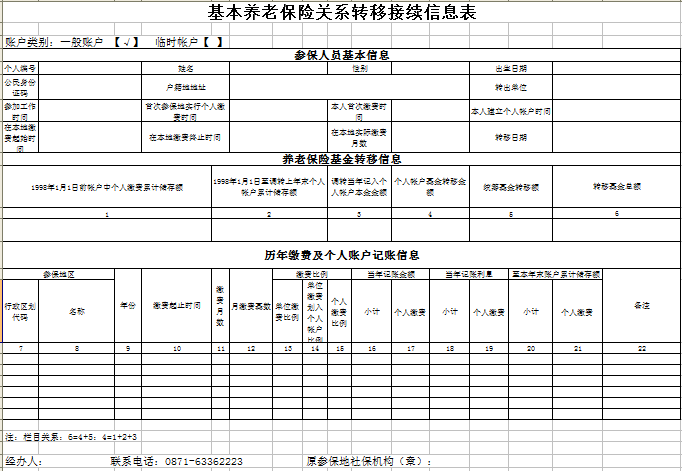 基本养老保险关系转移接续信息表
账户类别: 一般账户 【√】 临时帐户【 】
参保人员基本信息
个人编号 姓名 性别 出生日期
公民身份证码 户籍地地址 转出单位
参加工作时间 首次参保地实行个人缴费时间 本人首次缴费时间 本人建立个人帐户时间
在本地缴费起始时间 在本地缴费终止时间 在本地实际缴费月数 转移日期
养老保险基金转移信息
1998年1月1日前帐户中个人缴费累计储存额 1998年1月1日至调转上年末个人帐户累计储存额 调转当年记入个人帐户本金金额 个人帐户基金转移金额 统筹基金转移额 转移基金总额
1 2 3 4 5 6
历年缴费及个人账户记账信息
参保地区 缴费比例 当年记账金额 当年记账利息 至本年末账户累计储存额
行政区划代码 名称 年份 缴费起止时间 缴费月数 月缴费基数 单位缴费比例 单位缴费划入个人帐户比例 个人缴费比例 小计 个人缴费 小计 个人缴费 小计 个人缴费 备注
7 8 9 10 11 12 13 14 15 16 17 18 19 20 21 22
注: 栏目关系: 6=4+5; 4=1+2+3
经办人: 联系电话: 0871-63362223 原参保地社保机构（章）: